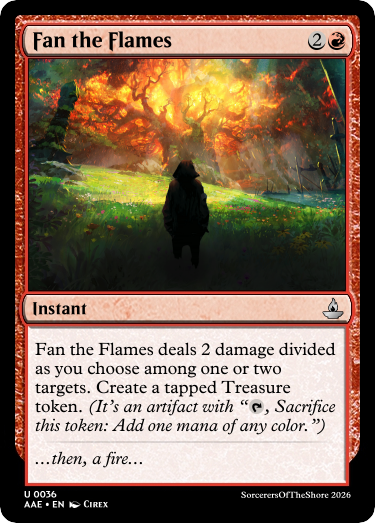 Fan the Flames 2
Instant
Fan the Flames deals 2 damage divided
as you choose among one or two
targets. Create a tapped Treasure
token. (It's an artifact with “, Sacrifice
this token: Add one mana of any color.”)
…then, a fire…
U 0036
AAE • EN Cirex
SorcerersOfTheShore 2026